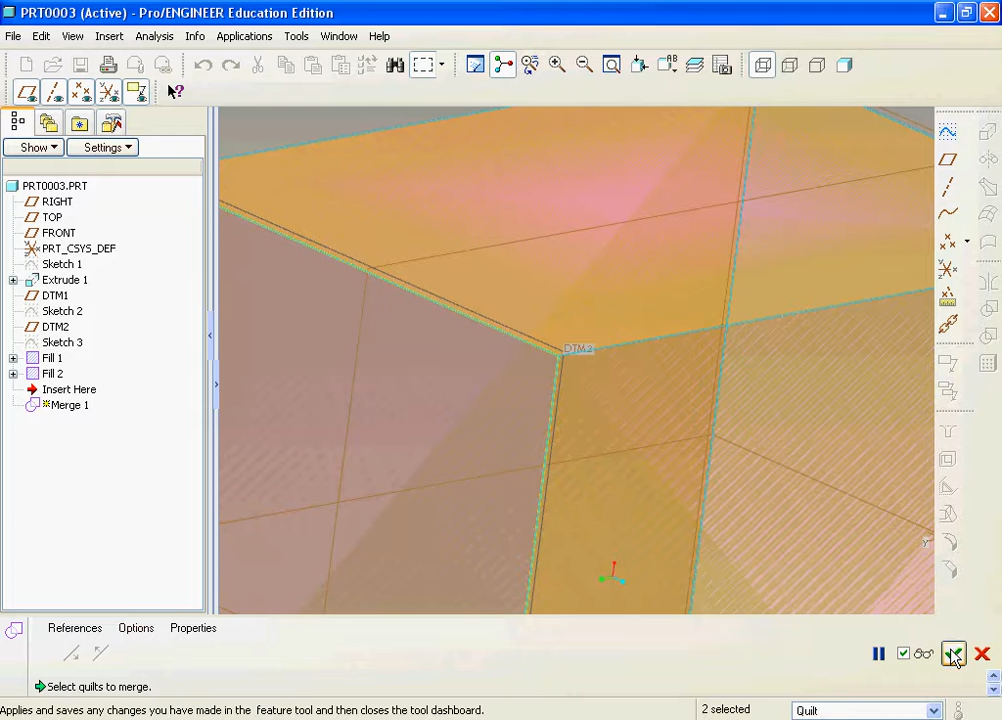 PRT0003 (Active) - Pro/ENGINEER Education Edition
File Edit View Insert Analysis Info Applications Tools Window Help
Show Settings
PRT0003.PRT
RIGHT
TOP
FRONT
PRT_CSYS_DEF
Sketch 1
Extrude 1
DTM1
Sketch 2
DTM2
Sketch 3
Fill 1
Fill 2
Insert Here
Merge 1
DTM2
Y
References Options Properties
Select quilts to merge.
Applies and saves any changes you have made in the feature tool and then closes the tool dashboard.
2 selected
Quilt